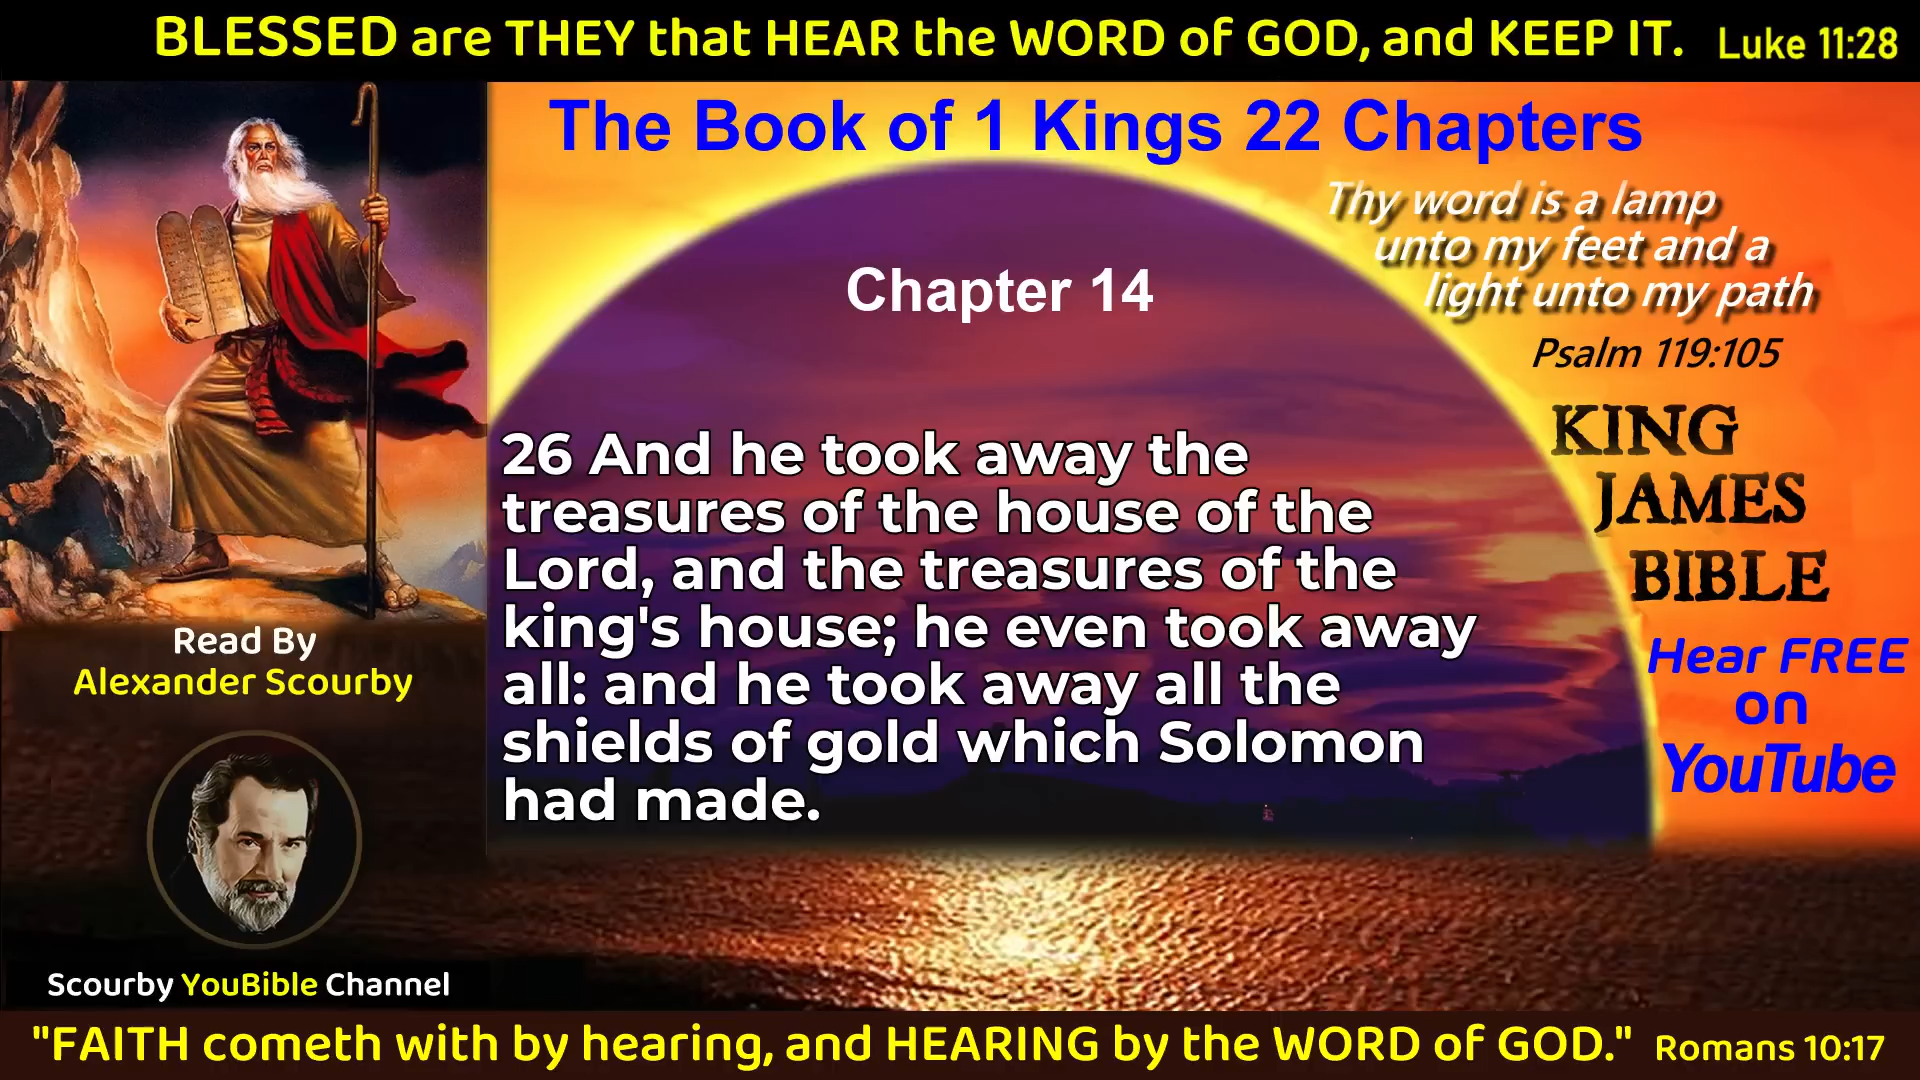 BLESSED are THEY that HEAR the WORD of GOD, and KEEP IT. Luke 11:28
The Book of 1 Kings 22 Chapters
Thy word is a lamp
unto my feet and a
light unto my path
Psalm 119:105
Chapter 14
26 And he took away the
treasures of the house of the
Lord, and the treasures of the
king's house; he even took away
all: and he took away all the
shields of gold which Solomon
had made.
KING
JAMES
BIBLE
Hear FREE
on
YouTube
Read By
Alexander Scourby
Scourby YouBible Channel
"FAITH cometh with by hearing, and HEARING by the WORD of GOD." Romans 10:17